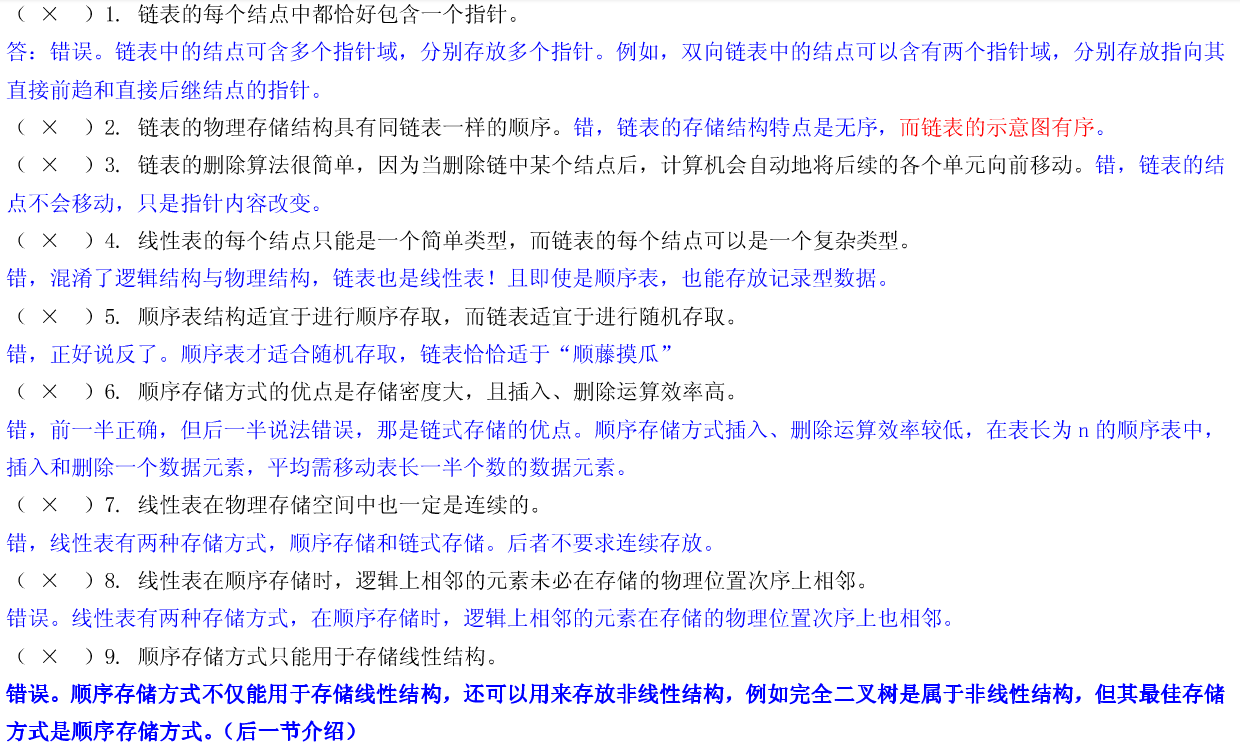 （ × ）1. 链表的每个结点中都恰好包含一个指针。
答：错误。链表中的结点可含多个指针域，分别存放多个指针。例如，双向链表中的结点可以含有两个指针域，分别存放指向其
直接前趋和直接后继结点的指针。
（ × ）2. 链表的物理存储结构具有同链表一样的顺序。错，链表的存储结构特点是无序，而链表的示意图有序。
（ × ）3. 链表的删除算法很简单，因为当删除链中某个结点后，计算机会自动地将后续的各个单元向前移动。错，链表的结
点不会移动，只是指针内容改变。
（ × ）4. 线性表的每个结点只能是一个简单类型，而链表的每个结点可以是一个复杂类型。
错，混淆了逻辑结构与物理结构，链表也是线性表！且即使是顺序表，也能存放记录型数据。
（ × ）5. 顺序表结构适宜于进行顺序存取，而链表适宜于进行随机存取。
错，正好说反了。顺序表才适合随机存取，链表恰恰适于“顺藤摸瓜”
（ × ）6. 顺序存储方式的优点是存储密度大，且插入、删除运算效率高。
错，前一半正确，但后一半说法错误，那是链式存储的优点。顺序存储方式插入、删除运算效率较低，在表长为 n 的顺序表中，
插入和删除一个数据元素，平均需移动表长一半个数的数据元素。
（ × ）7. 线性表在物理存储空间中也一定是连续的。
错，线性表有两种存储方式，顺序存储和链式存储。后者不要求连续存放。
（ × ）8. 线性表在顺序存储时，逻辑上相邻的元素未必在存储的物理位置次序上相邻。
错误。线性表有两种存储方式，在顺序存储时，逻辑上相邻的元素在存储的物理位置次序上也相邻。
（ × ）9. 顺序存储方式只能用于存储线性结构。
错误。顺序存储方式不仅能用于存储线性结构，还可以用来存放非线性结构，例如完全二叉树是属于非线性结构，但其最佳存储
方式是顺序存储方式。（后一节介绍）